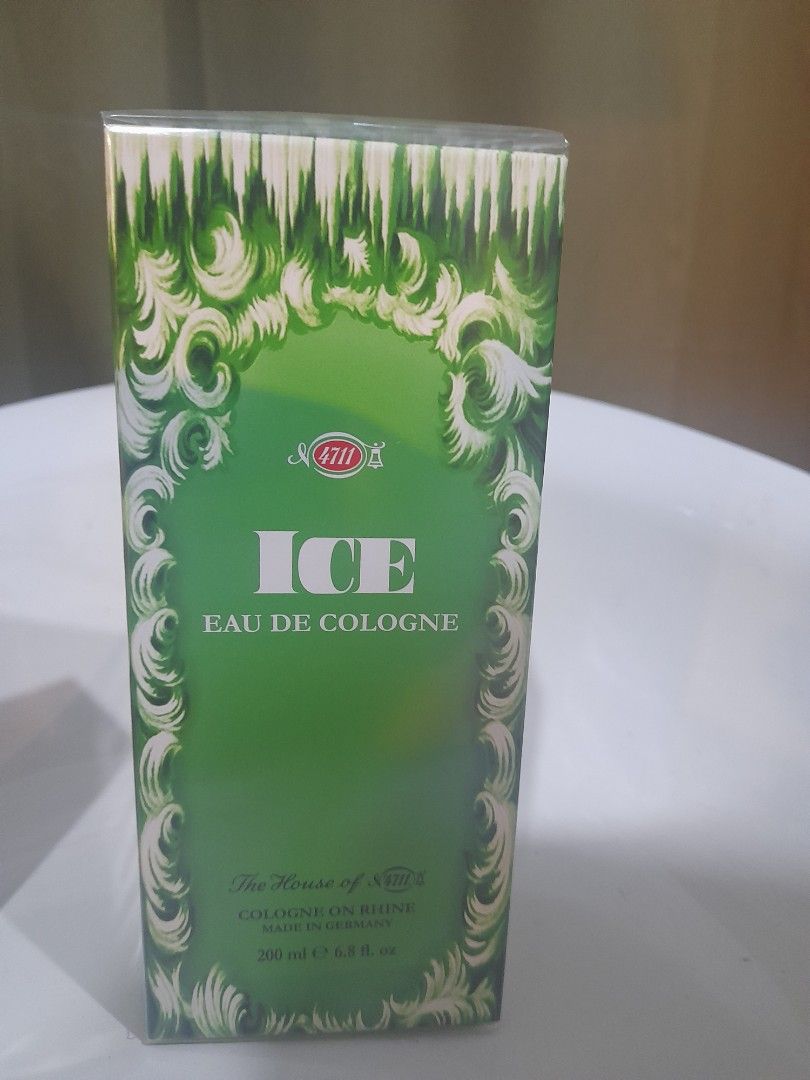 4711
ICE
EAU DE COLOGNE
The House of 4711
COLOGNE ON RHINE
MADE IN GERMANY
200 ml ℮ 6.8 fl. oz